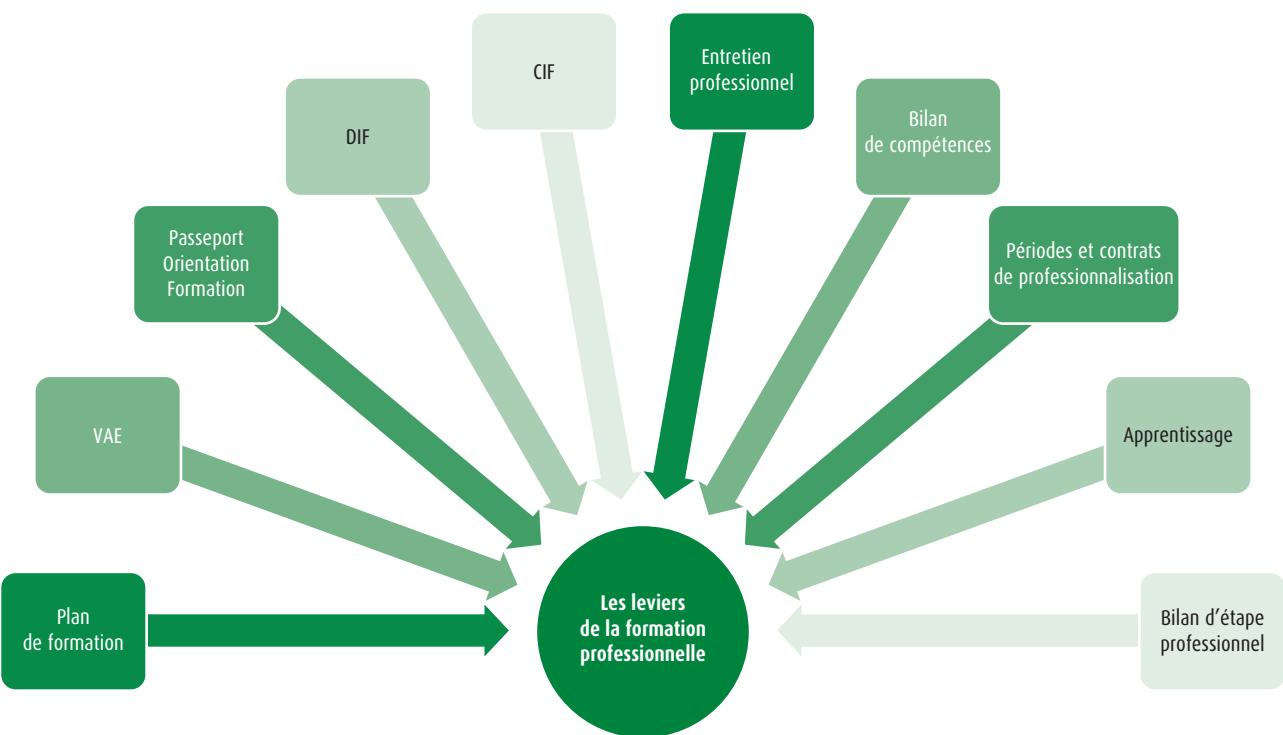 CIF
Entretien
professionnel
DIF
Bilan
de compétences
Passeport
Orientation
Formation
Périodes et contrats
de professionnalisation
VAE
Apprentissage
Plan
de formation
Les leviers
de la formation
professionnelle
Bilan d’étape
professionnel